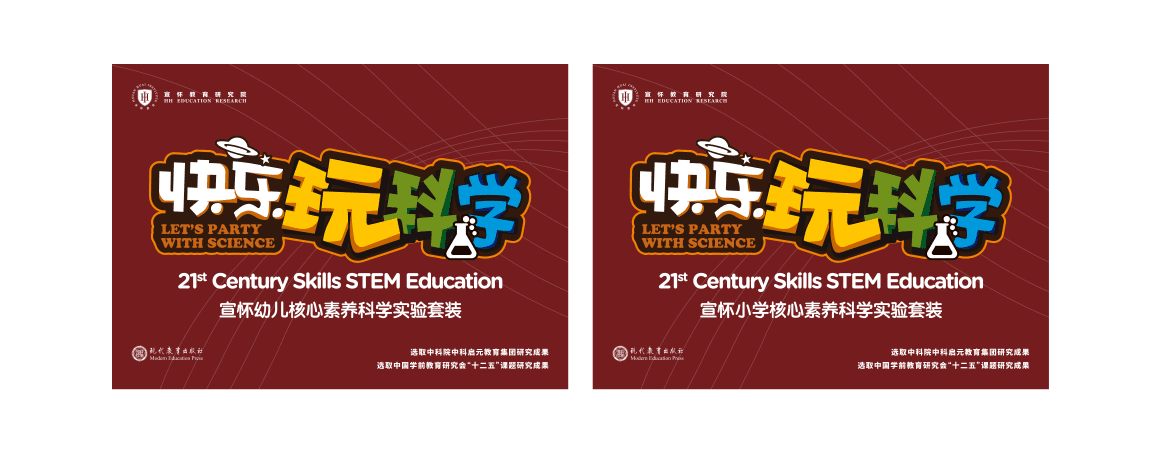 宣怀教育研究院
HH EDUCATION RESEARCH
快乐玩科学
LET'S PARTY
WITH SCIENCE
21st Century Skills STEM Education
宣怀幼儿核心素养科学实验套装
现代教育出版社
Modern Education Press
选取中科院中科启元教育集团研究成果
选取中国学前教育研究会“十二五”课题研究成果
宣怀教育研究院
HH EDUCATION RESEARCH
快乐玩科学
LET'S PARTY
WITH SCIENCE
21st Century Skills STEM Education
宣怀小学核心素养科学实验套装
现代教育出版社
Modern Education Press
选取中科院中科启元教育集团研究成果
选取中国学前教育研究会“十二五”课题研究成果